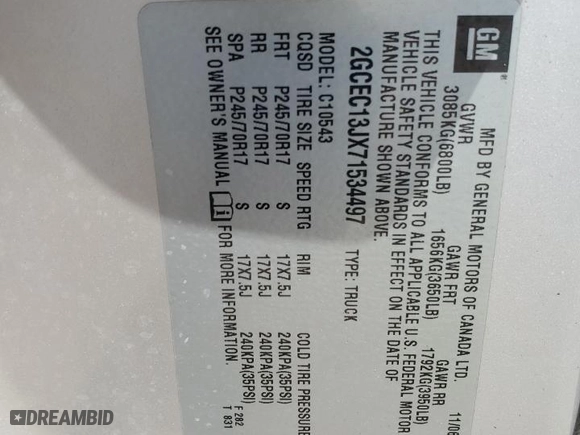 GM
MFD BY GENERAL MOTORS OF CANADA LTD. 11/06
GVWR GAWR FRT GAWR RR
3085KG(6800LB) 1656KG(3650LB) 1792KG(3950LB)
THIS VEHICLE CONFORMS TO ALL APPLICABLE U.S. FEDERAL MOTOR
VEHICLE SAFETY STANDARDS IN EFFECT ON THE DATE OF
MANUFACTURE SHOWN ABOVE.
2GCEC13JX71534497 TYPE: TRUCK
MODEL: C10543
CQSD TIRE SIZE SPEED RTG RIM COLD TIRE PRESSURE
FRT P245/70R17 S 17X7.5J 240KPA(35PSI)
RR P245/70R17 S 17X7.5J 240KPA(35PSI)
SPA P245/70R17 S 17X7.5J 240KPA(35PSI)
SEE OWNER'S MANUAL FOR MORE INFORMATION.
F 282
T 831
DREAMBID